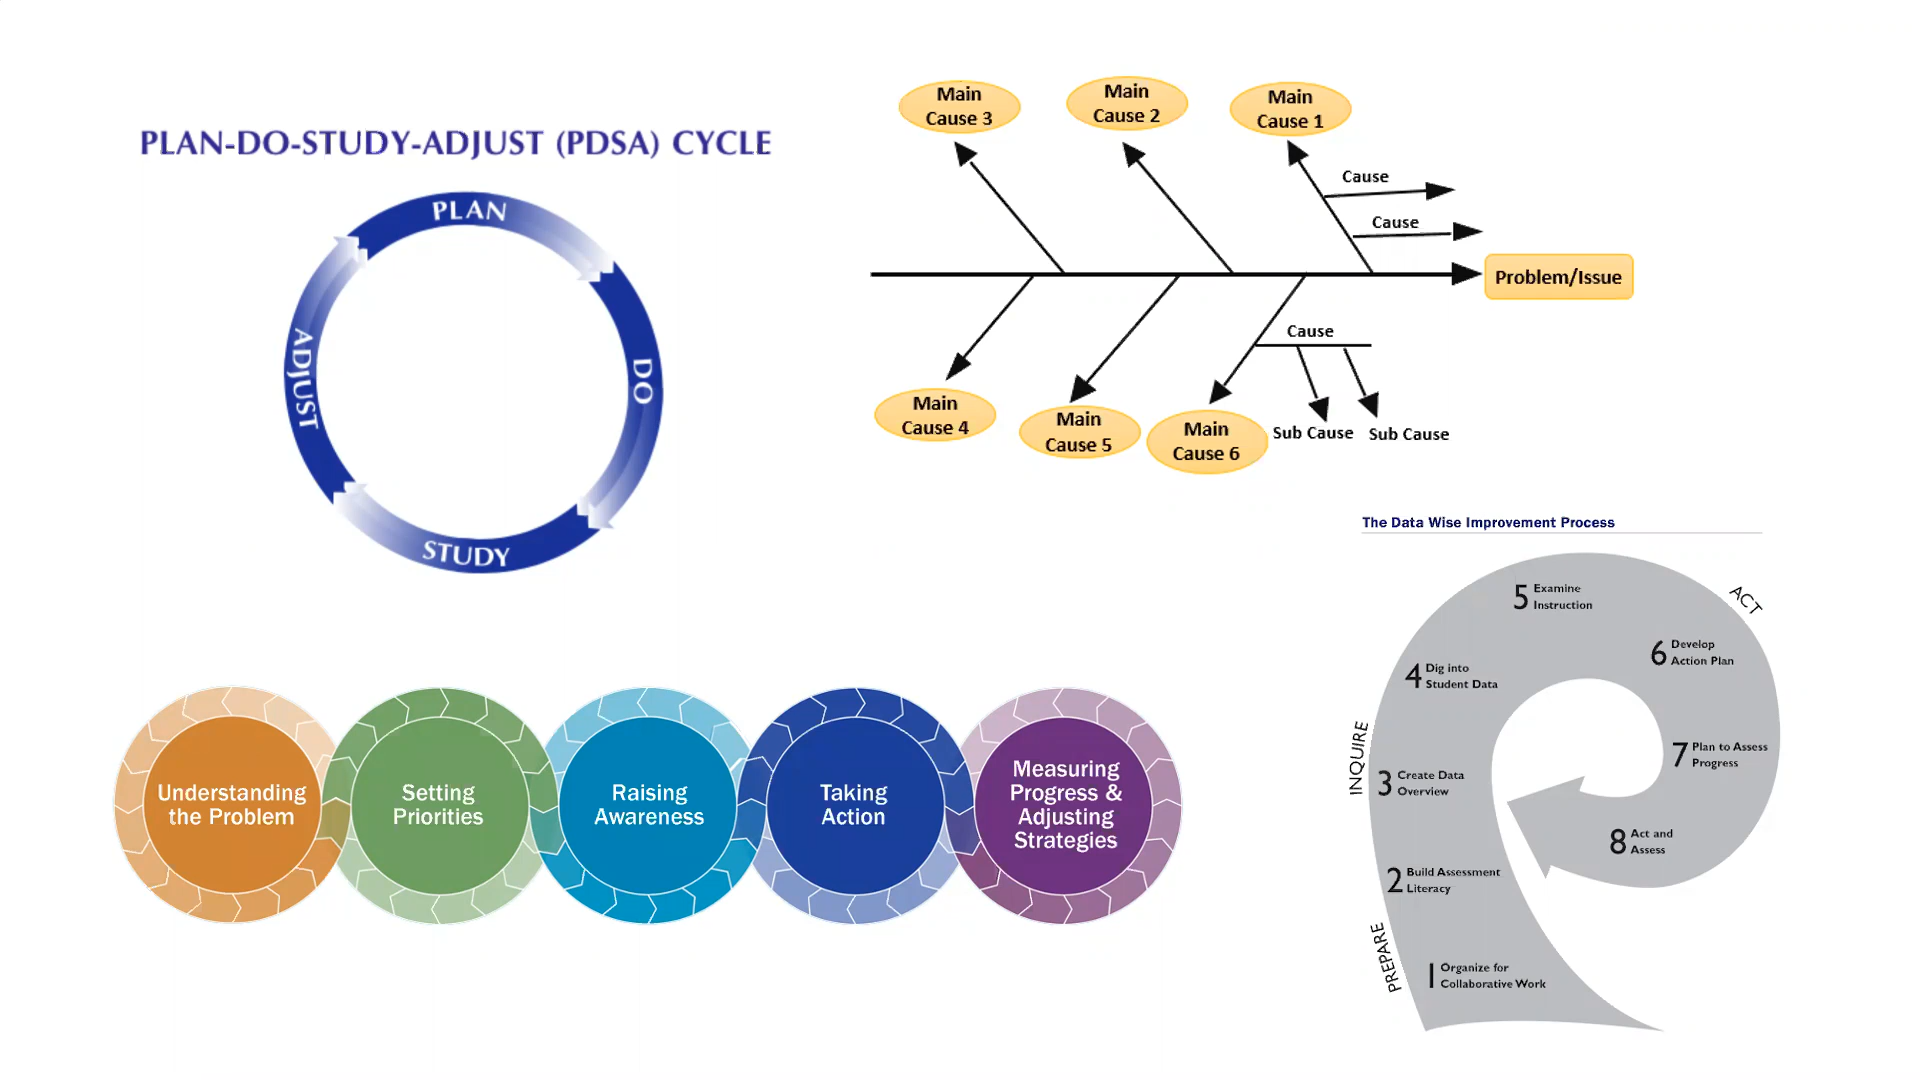 PLAN-DO-STUDY-ADJUST (PDSA) CYCLE
PLAN
DO
STUDY
ADJUST
Main
Cause 3
Main
Cause 2
Main
Cause 1
Cause
Cause
Problem/Issue
Cause
Main
Cause 4
Main
Cause 5
Main
Cause 6
Sub Cause
Sub Cause
Understanding
the Problem
Setting
Priorities
Raising
Awareness
Taking
Action
Measuring
Progress &
Adjusting
Strategies
The Data Wise Improvement Process
PREPARE
1 Organize for
Collaborative Work
2 Build Assessment
Literacy
INQUIRE
3 Create Data
Overview
4 Dig into
Student Data
5 Examine
Instruction
ACT
6 Develop
Action Plan
7 Plan to Assess
Progress
8 Act and
Assess